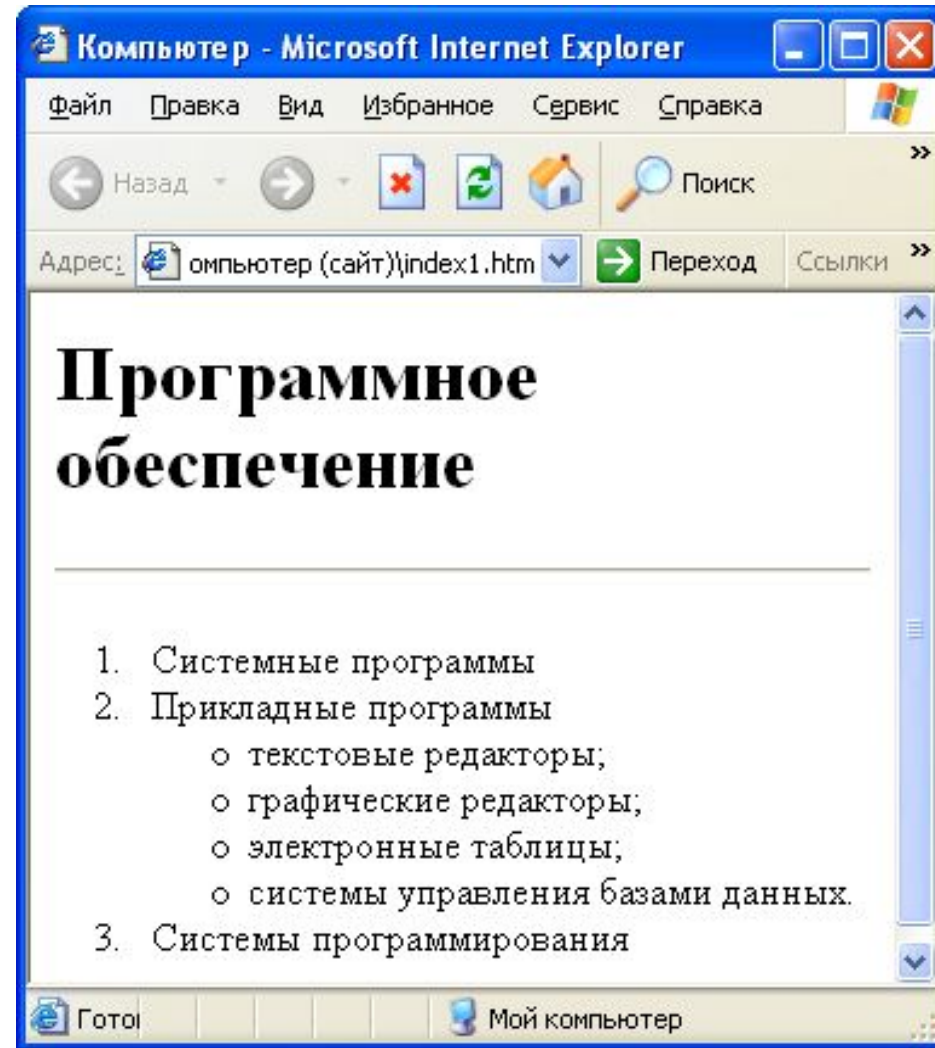 Компьютер - Microsoft Internet Explorer
Файл Правка Вид Избранное Сервис Справка
Назад Поиск »
Адрес: омпьютер (сайт)\index1.htm Переход Ссылки »
Программное
обеспечение
1. Системные программы
2. Прикладные программы
o текстовые редакторы;
o графические редакторы;
o электронные таблицы;
o системы управления базами данных.
3. Системы программирования
Мой компьютер